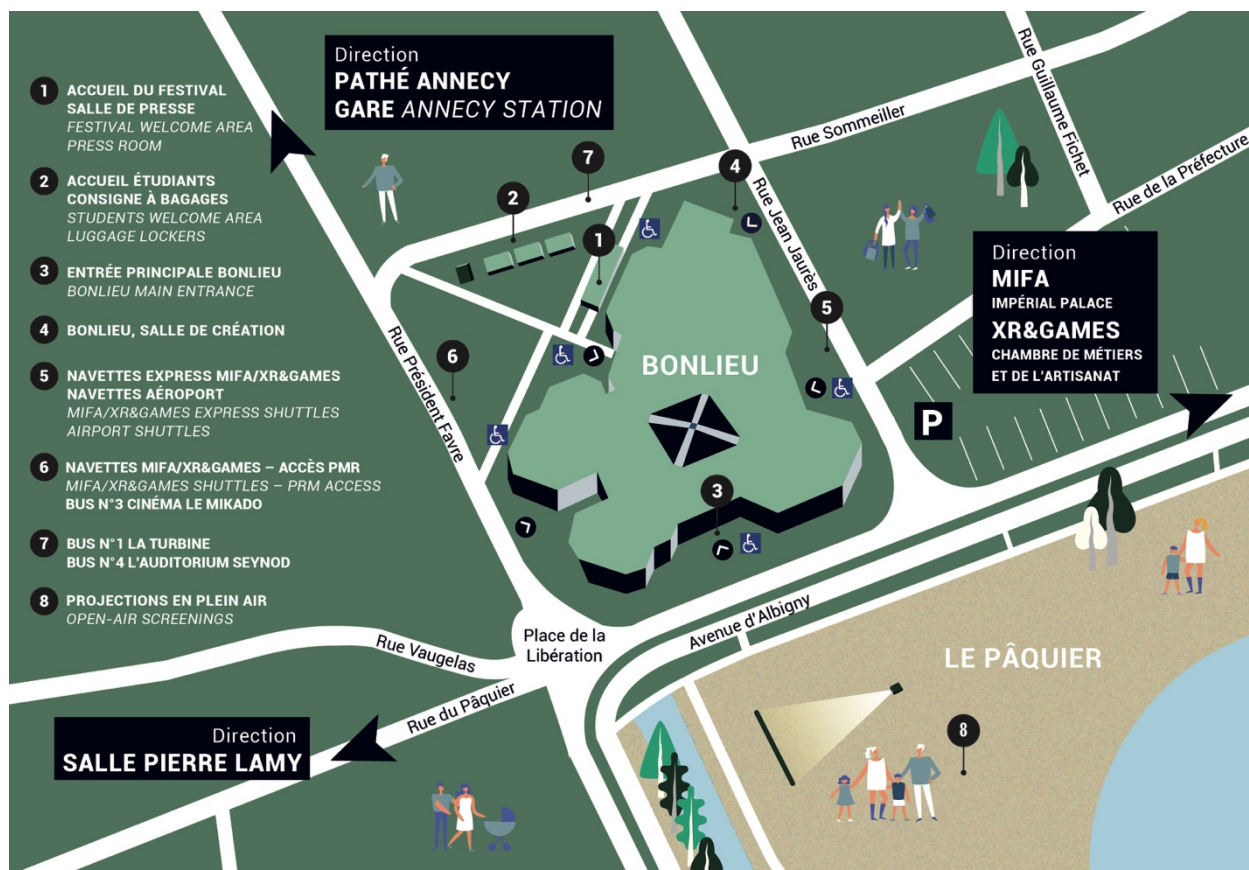 1
ACCUEIL DU FESTIVAL
SALLE DE PRESSE
FESTIVAL WELCOME AREA
PRESS ROOM
2
ACCUEIL ÉTUDIANTS
CONSIGNE À BAGAGES
STUDENTS WELCOME AREA
LUGGAGE LOCKERS
3
ENTRÉE PRINCIPALE BONLIEU
BONLIEU MAIN ENTRANCE
4
BONLIEU, SALLE DE CRÉATION
5
NAVETTES EXPRESS MIFA/XR&GAMES
NAVETTES AÉROPORT
MIFA/XR&GAMES EXPRESS SHUTTLES
AIRPORT SHUTTLES
6
NAVETTES MIFA/XR&GAMES – ACCÈS PMR
MIFA/XR&GAMES SHUTTLES – PRM ACCESS
BUS N°3 CINÉMA LE MIKADO
7
BUS N°1 LA TURBINE
BUS N°4 L'AUDITORIUM SEYNOD
8
PROJECTIONS EN PLEIN AIR
OPEN-AIR SCREENINGS
Direction
PATHÉ ANNECY
GARE ANNECY STATION
Rue Sommeiller
Rue Guillaume Fichet
Rue de la Préfecture
Rue Jean Jaurès
Rue Président Favre
7
4
2
1
5
6
3
BONLIEU
Direction
MIFA
IMPÉRIAL PALACE
XR&GAMES
CHAMBRE DE MÉTIERS
ET DE L'ARTISANAT
P
Avenue d'Albigny
Place de la
Libération
Rue Vaugelas
Rue du Pâquier
Direction
SALLE PIERRE LAMY
LE PÂQUIER
8